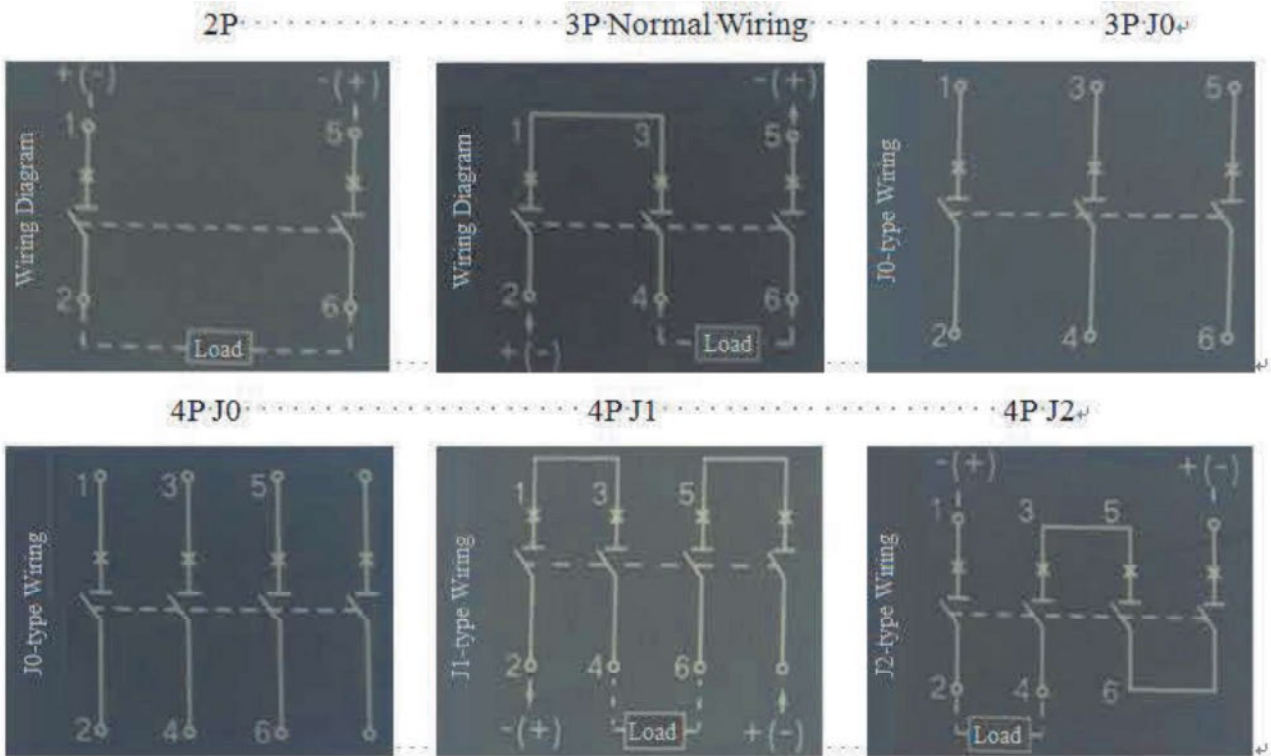 2P 3P Normal Wiring 3P J0
Wiring Diagram
+(-) -(+)
1 5
2 6
Load
Wiring Diagram
-(+)
1 3 5
2 4 6
+(-) Load
J0-type Wiring
1 3 5
2 4 6
4P J0 4P J1 4P J2
J0-type Wiring
1 3 5
2 4 6
J1-type Wiring
1 3 5
2 4 6
-(+) Load +(-)
J2-type Wiring
-(+) +(-)
1 3 5
2 4 6
Load